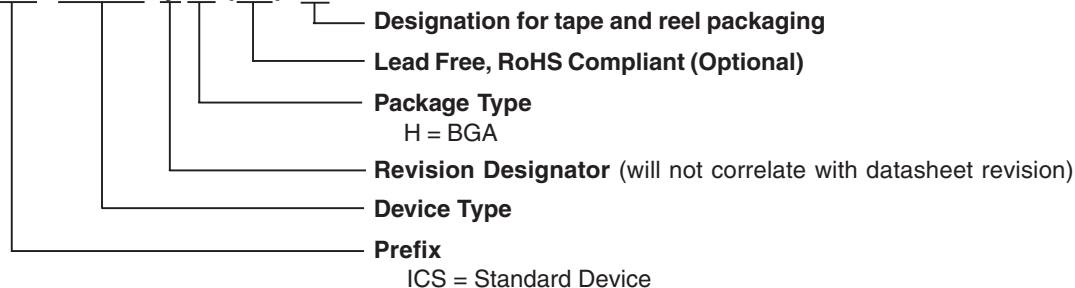 Designation for tape and reel packaging
Lead Free, RoHS Compliant (Optional)
Package Type
H = BGA
Revision Designator (will not correlate with datasheet revision)
Device Type
Prefix
ICS = Standard Device